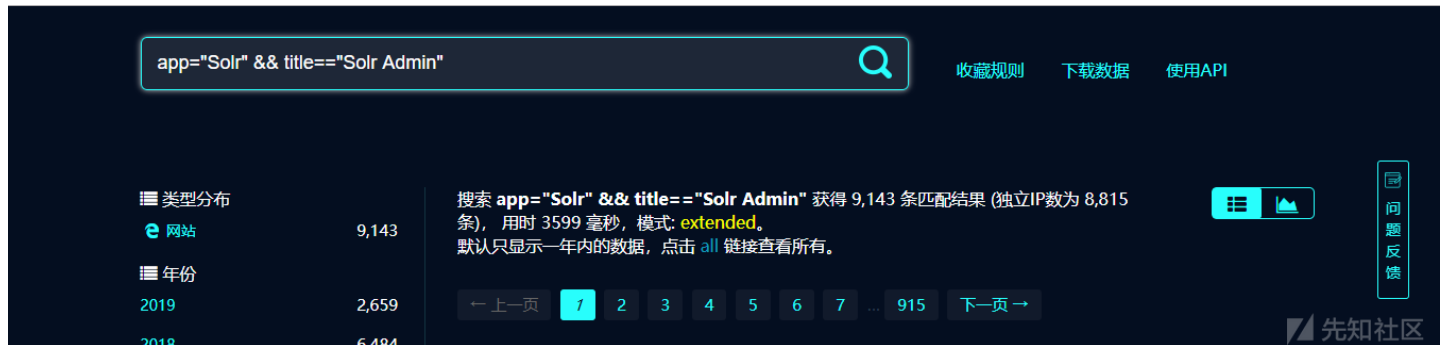 app="Solr" && title=="Solr Admin"
收藏规则 下载数据 使用API
类型分布
网站 9,143
年份
2019 2,659
2018 6,484
搜索 app="Solr" && title=="Solr Admin" 获得 9,143 条匹配结果 (独立IP数为 8,815
条)， 用时 3599 毫秒，模式: extended。
默认只显示一年内的数据，点击 all 链接查看所有。
← 上一页 1 2 3 4 5 6 7 ... 915 下一页 →
问
题
反
馈
先知社区